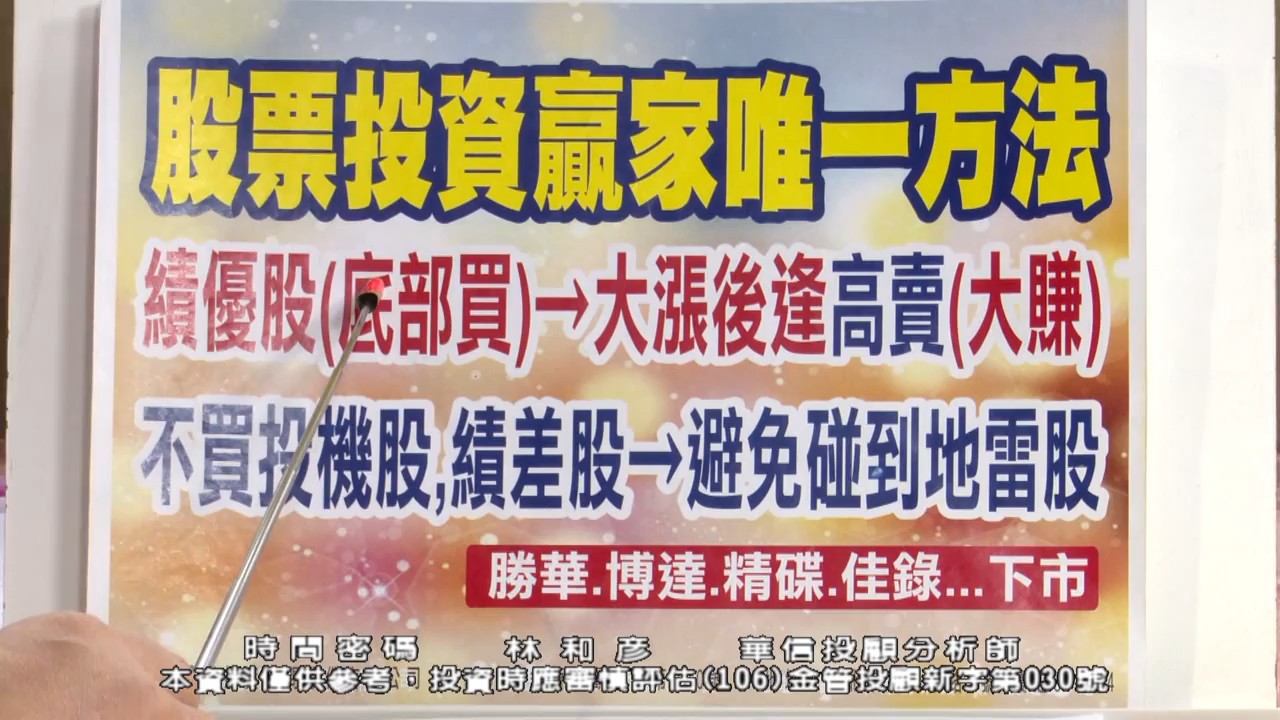 股票投資贏家唯一方法
績優股(底部買)→大漲後逢高賣(大賺)
不買投機股,績差股→避免碰到地雷股
勝華.博達.精碟.佳錄...下市
時間密碼 林和彥 華信投顧分析師
本資料僅供參考，投資時應審慎評估(106)金管投顧新字第030號